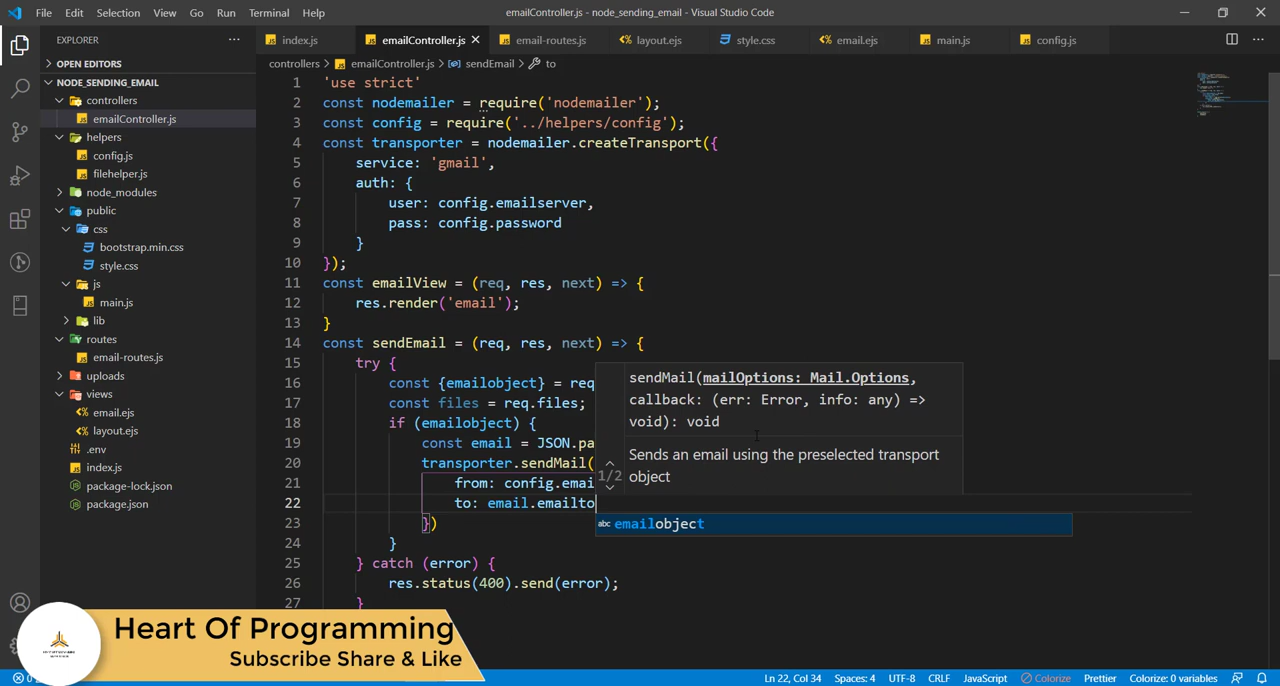 File Edit Selection View Go Run Terminal Help
emailController.js - node_sending_email - Visual Studio Code
EXPLORER
index.js
emailController.js
email-routes.js
layout.ejs
style.css
email.ejs
main.js
config.js
OPEN EDITORS
NODE_SENDING_EMAIL
controllers
emailController.js
helpers
config.js
filehelper.js
node_modules
public
css
bootstrap.min.css
style.css
js
main.js
lib
routes
email-routes.js
uploads
views
email.ejs
layout.ejs
.env
index.js
package-lock.json
package.json
controllers > emailController.js > sendEmail > to
1 'use strict'
2 const nodemailer = require('nodemailer');
3 const config = require('../helpers/config');
4 const transporter = nodemailer.createTransport({
5 service: 'gmail',
6 auth: {
7 user: config.emailserver,
8 pass: config.password
9 }
10 });
11 const emailView = (req, res, next) => {
12 res.render('email');
13 }
14 const sendEmail = (req, res, next) => {
15 try {
16 const {emailobject} = req
17 const files = req.files;
18 if (emailobject) {
19 const email = JSON.pa
20 transporter.sendMail(
21 from: config.emai
22 to: email.emailto
23 })
24 }
25 } catch (error) {
26 res.status(400).send(error);
27 }
sendMail(mailOptions: Mail.Options,
callback: (err: Error, info: any) =>
void): void
1/2
Sends an email using the preselected transport
object
abc emailobject
Heart Of Programming
Subscribe Share & Like
0
Ln 22, Col 34 Spaces: 4 UTF-8 CRLF JavaScript Colorize Prettier Colorize: 0 variables